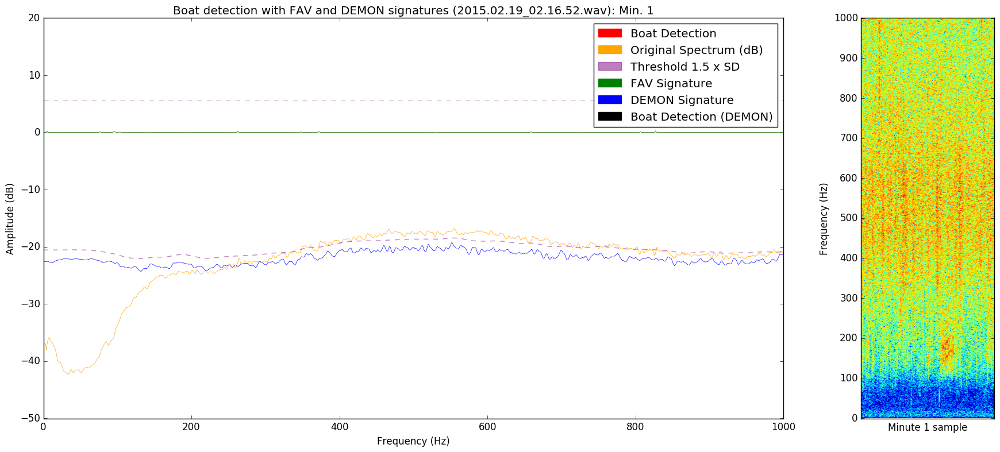 Boat detection with FAV and DEMON signatures (2015.02.19_02.16.52.wav): Min. 1
Boat Detection
Original Spectrum (dB)
Threshold 1.5 x SD
FAV Signature
DEMON Signature
Boat Detection (DEMON)
20
10
0
−10
−20
−30
−40
−50
Amplitude (dB)
0
200
400
600
800
1000
Frequency (Hz)
1000
900
800
700
600
500
400
300
200
100
0
Frequency (Hz)
Minute 1 sample